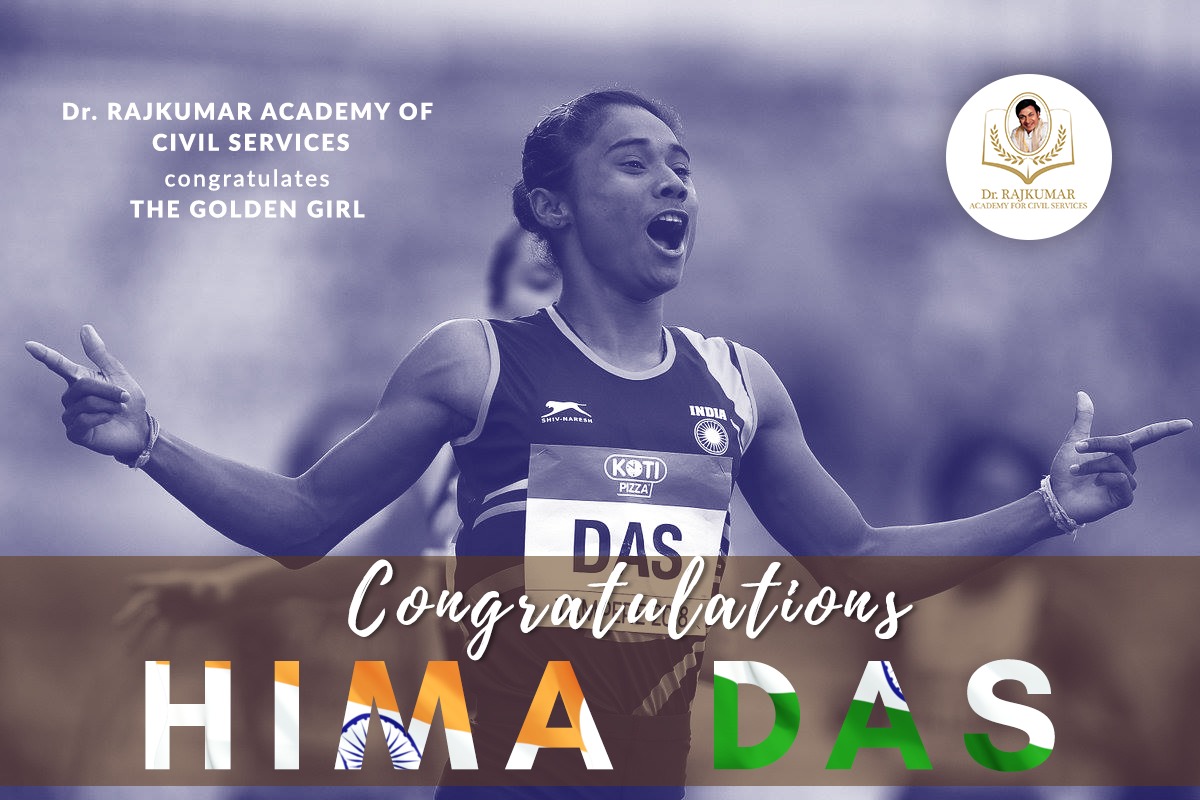 Dr. RAJKUMAR ACADEMY OF
CIVIL SERVICES
congratulates
THE GOLDEN GIRL
Dr. RAJKUMAR
ACADEMY FOR CIVIL SERVICES
SHIV-NARESH
INDIA
KOTI
PIZZA
DAS
Congratulations
HIMA DAS